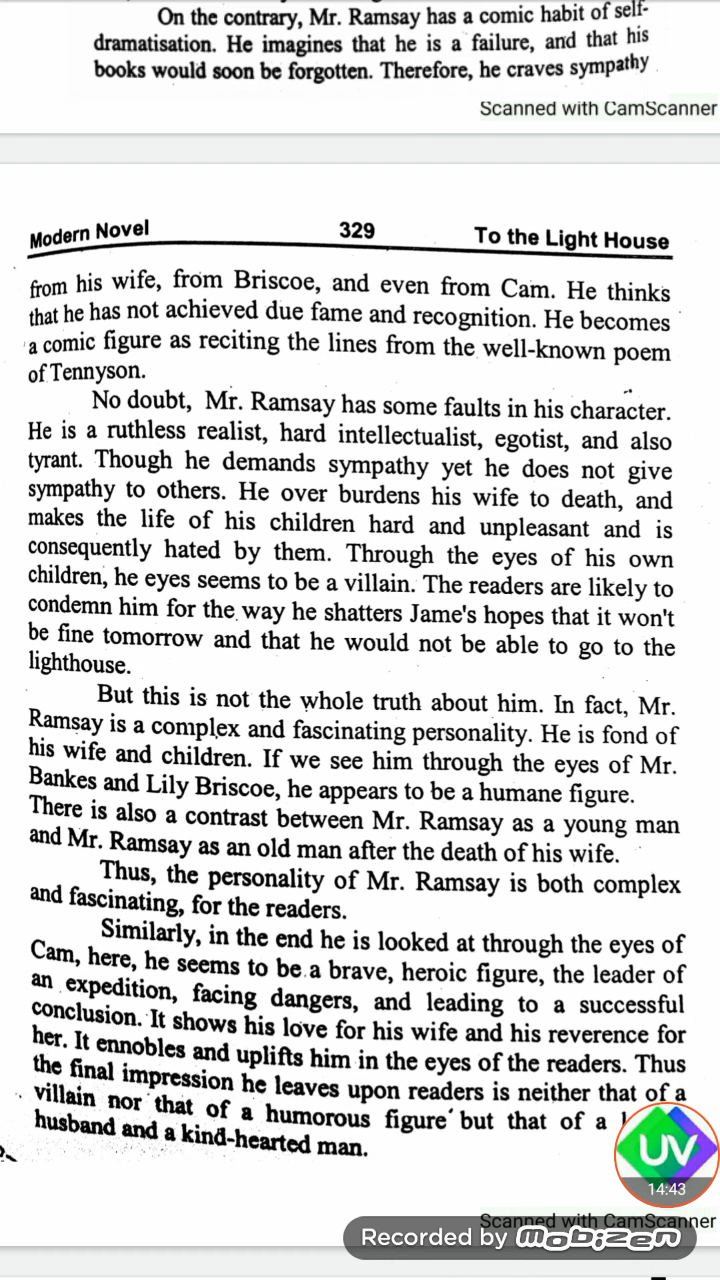 On the contrary, Mr. Ramsay has a comic habit of self-
dramatisation. He imagines that he is a failure, and that his
books would soon be forgotten. Therefore, he craves sympathy
Scanned with CamScanner
Modern Novel 329 To the Light House
from his wife, from Briscoe, and even from Cam. He thinks
that he has not achieved due fame and recognition. He becomes
a comic figure as reciting the lines from the well-known poem
of Tennyson.
No doubt, Mr. Ramsay has some faults in his character.
He is a ruthless realist, hard intellectualist, egotist, and also
tyrant. Though he demands sympathy yet he does not give
sympathy to others. He over burdens his wife to death, and
makes the life of his children hard and unpleasant and is
consequently hated by them. Through the eyes of his own
children, he eyes seems to be a villain. The readers are likely to
condemn him for the way he shatters Jame's hopes that it won't
be fine tomorrow and that he would not be able to go to the
lighthouse.
But this is not the whole truth about him. In fact, Mr.
Ramsay is a complex and fascinating personality. He is fond of
his wife and children. If we see him through the eyes of Mr.
Bankes and Lily Briscoe, he appears to be a humane figure.
There is also a contrast between Mr. Ramsay as a young man
and Mr. Ramsay as an old man after the death of his wife.
Thus, the personality of Mr. Ramsay is both complex
and fascinating, for the readers.
Similarly, in the end he is looked at through the eyes of
Cam, here, he seems to be a brave, heroic figure, the leader of
an expedition, facing dangers, and leading to a successful
conclusion. It shows his love for his wife and his reverence for
her. It ennobles and uplifts him in the eyes of the readers. Thus
the final impression he leaves upon readers is neither that of a
villain nor that of a humorous figure but that of a
husband and a kind-hearted man.
UV
14:43
Scanned with CamScanner
Recorded by mobizen